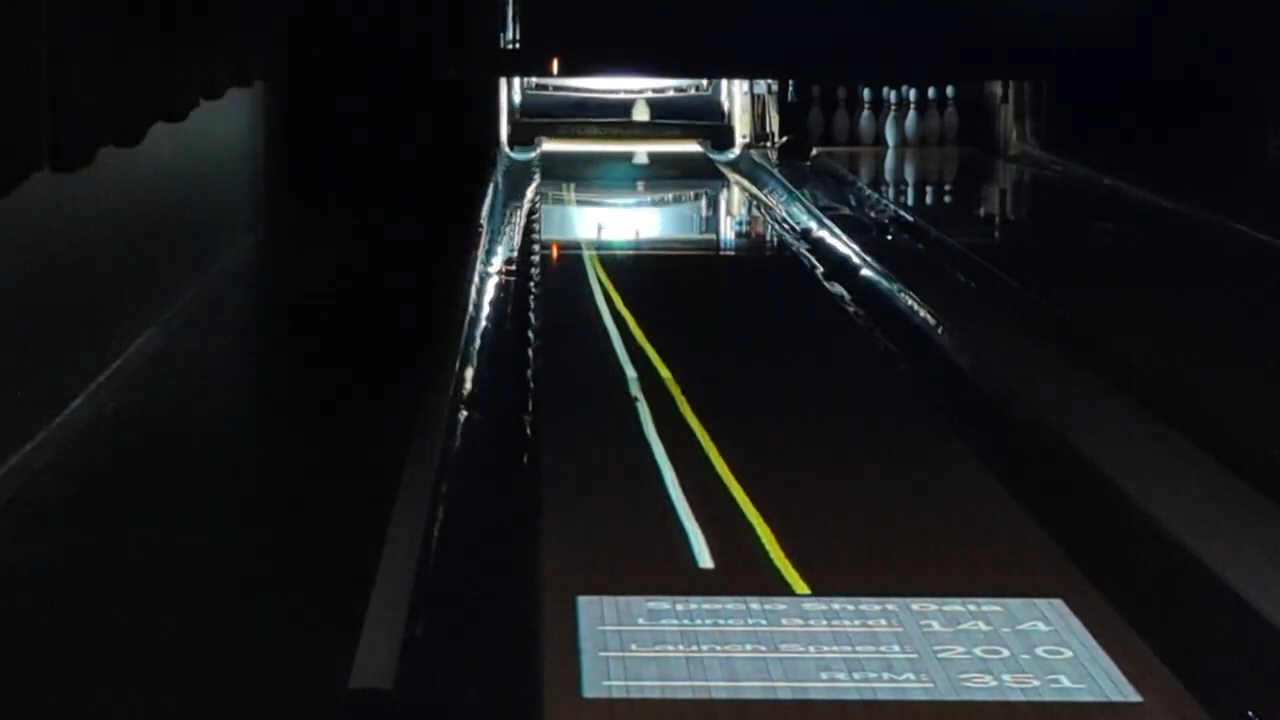 Specto Shot Data
Launch Board: 14.4
Launch Speed: 20.0
RPM: 351